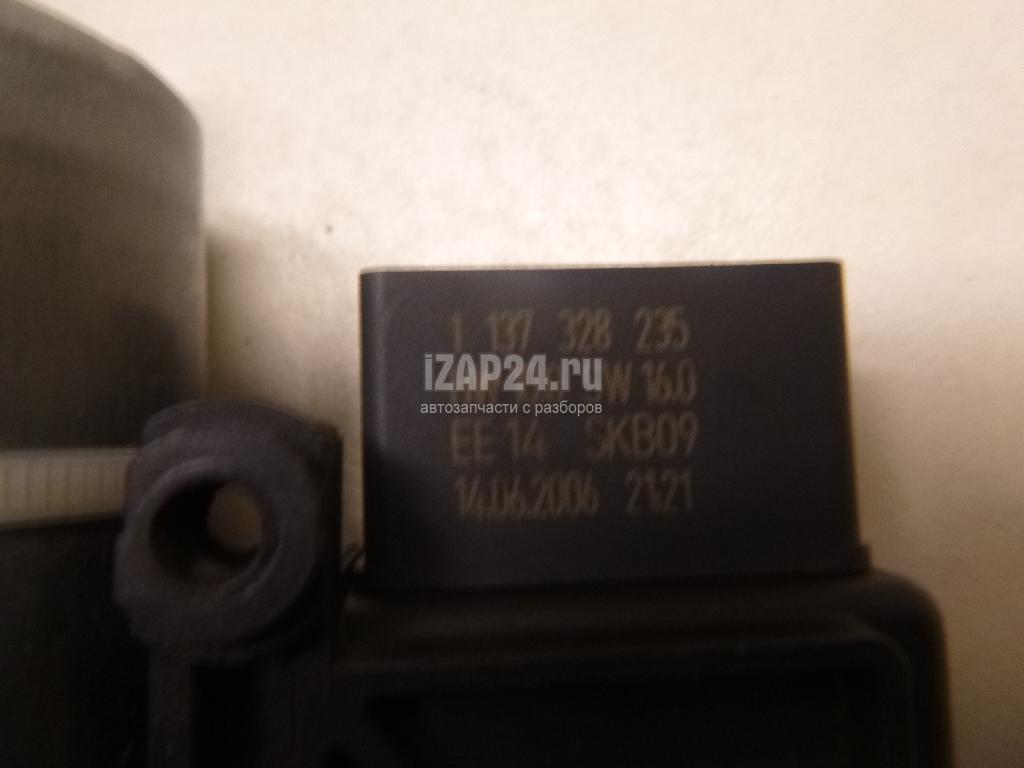 1 137 328 235
iZAP24.ru
16.0
автозапчасти с разборов
EE 14 SKB09
14.06.2006 21:21